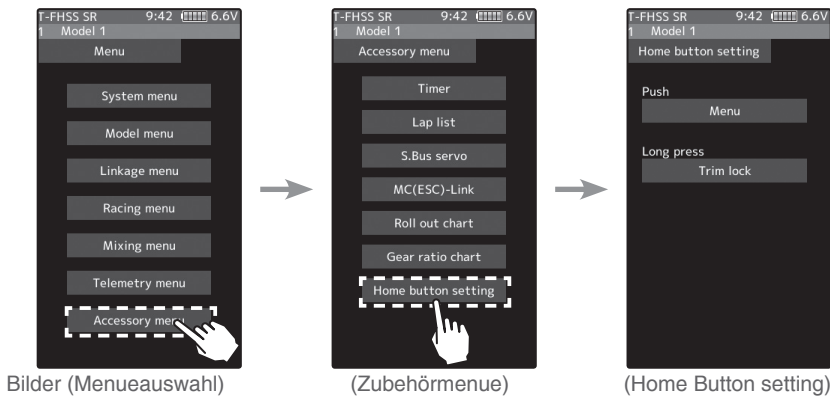 T-FHSS SR 9:42 6.6V
1 Model 1
Menu
System menu
Model menu
Linkage menu
Racing menu
Mixing menu
Telemetry menu
Accessory menu
Bilder (Menueauswahl)
T-FHSS SR 9:42 6.6V
1 Model 1
Accessory menu
Timer
Lap list
S.Bus servo
MC(ESC)-Link
Roll out chart
Gear ratio chart
Home button setting
(Zubehörmenue)
T-FHSS SR 9:42 6.6V
1 Model 1
Home button setting
Push
Menu
Long press
Trim lock
(Home Button setting)